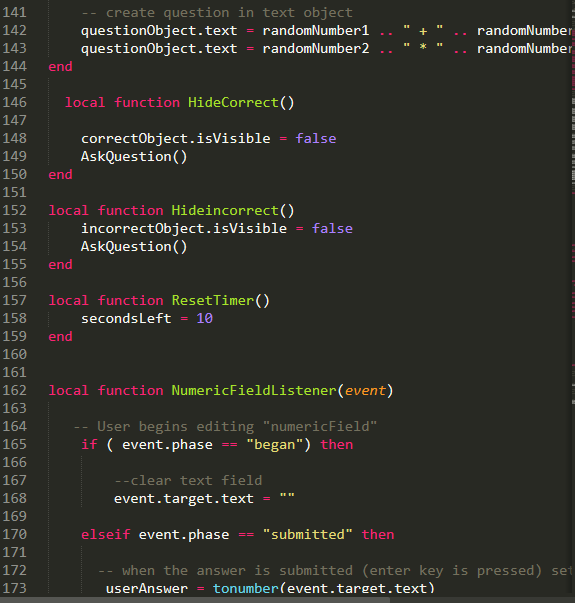 141 -- create question in text object
142 questionObject.text = randomNumber1 .. " + " .. randomNumber
143 questionObject.text = randomNumber2 .. " * " .. randomNumber
144 end
145
146 local function HideCorrect()
147
148 correctObject.isVisible = false
149 AskQuestion()
150 end
151
152 local function Hideincorrect()
153 incorrectObject.isVisible = false
154 AskQuestion()
155 end
156
157 local function ResetTimer()
158 secondsLeft = 10
159 end
160
161
162 local function NumericFieldListener(event)
163
164 -- User begins editing "numericField"
165 if ( event.phase == "began") then
166
167 --clear text field
168 event.target.text = ""
169
170 elseif event.phase == "submitted" then
171
172 -- when the answer is submitted (enter key is pressed) set
173 userAnswer = tonumber(event.target.text)